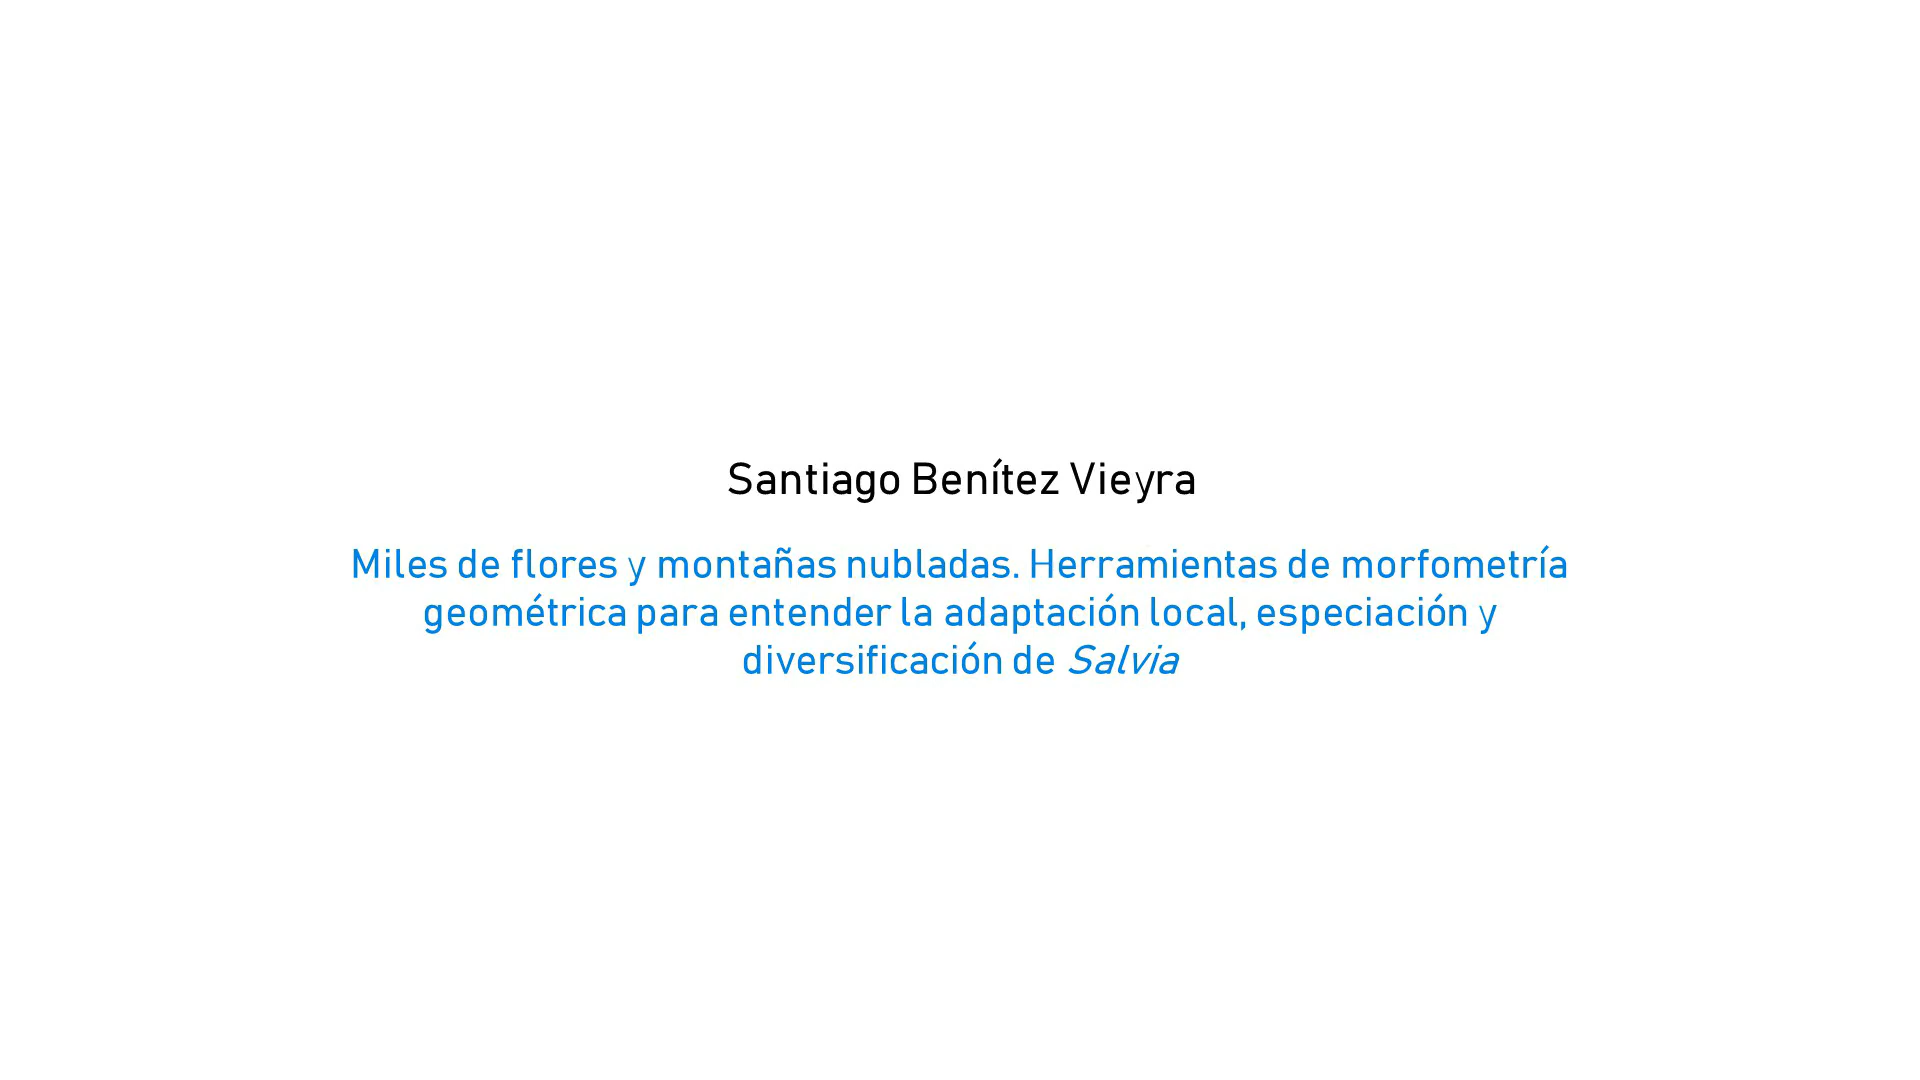 Santiago Benítez Vieyra
Miles de flores y montañas nubladas. Herramientas de morfometría
geométrica para entender la adaptación local, especiación y
diversificación de Salvia